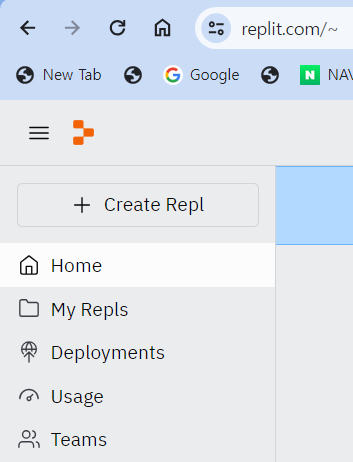 replit.com/~
New Tab Google NAV
Create Repl
Home
My Repls
Deployments
Usage
Teams